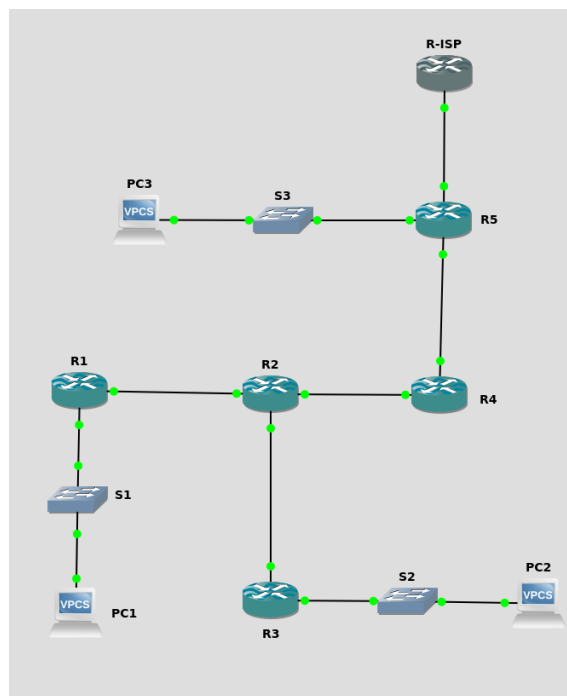 R-ISP
PC3
VPCS
S3
R5
R1
R2
R4
S1
VPCS
PC1
R3
S2
PC2
VPCS